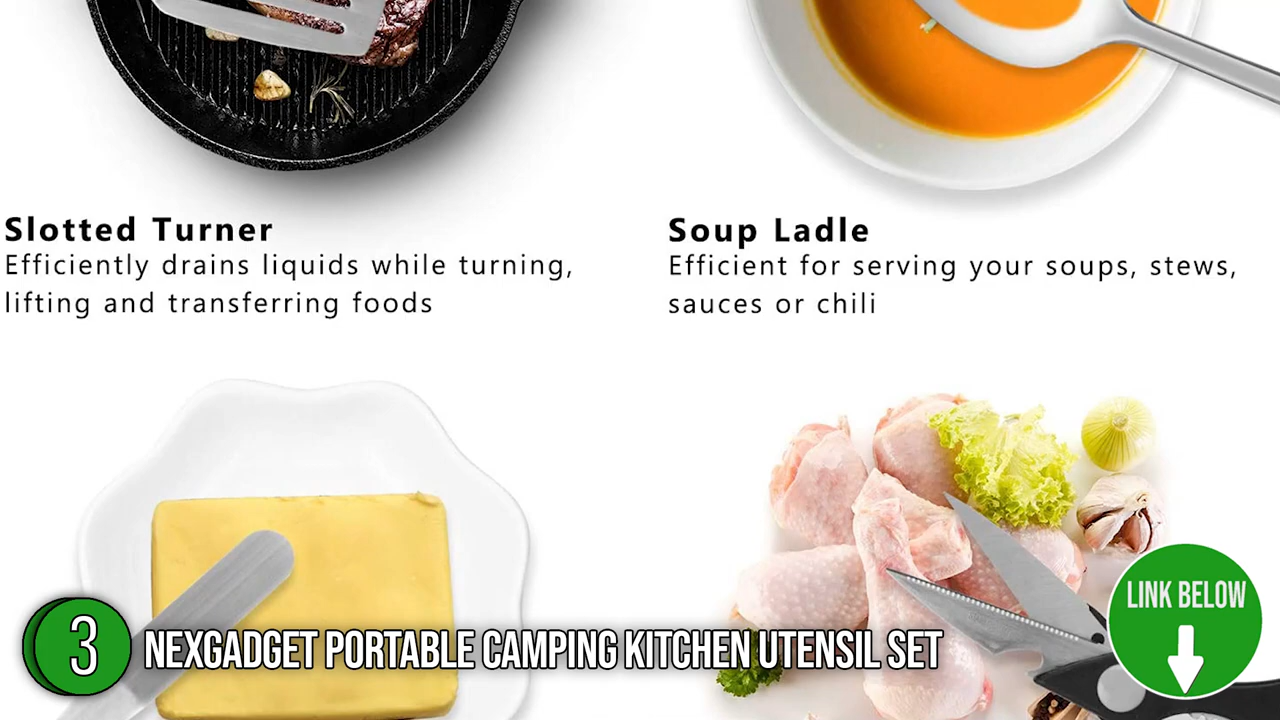 Slotted Turner
Efficiently drains liquids while turning,
lifting and transferring foods
Soup Ladle
Efficient for serving your soups, stews,
sauces or chili
3
NEXGADGET PORTABLE CAMPING KITCHEN UTENSIL SET
LINK BELOW